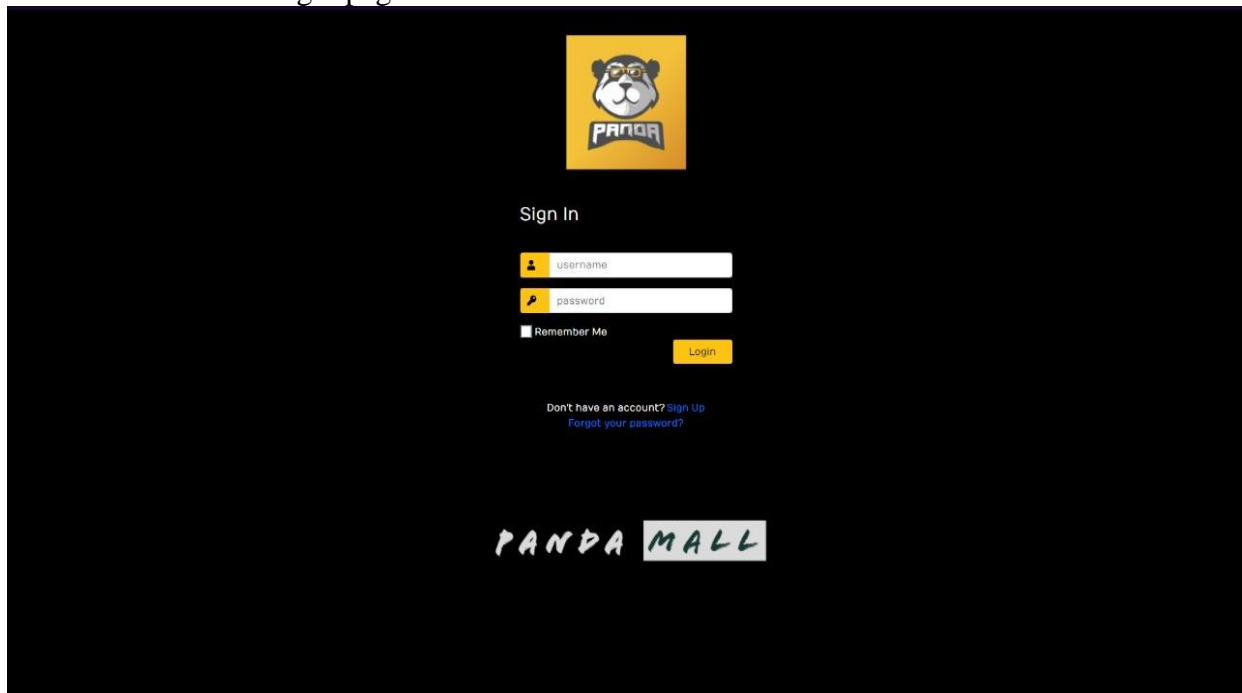 PANDA
Sign In
username
password
Remember Me
Login
Don't have an account? Sign Up
Forgot your password?
PANDA MALL